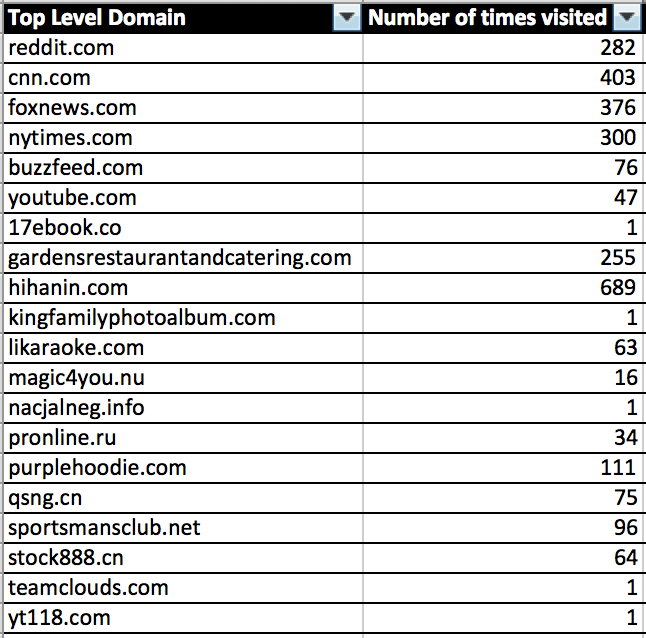 Top Level Domain Number of times visited
reddit.com 282
cnn.com 403
foxnews.com 376
nytimes.com 300
buzzfeed.com 76
youtube.com 47
17ebook.co 1
gardensrestaurantandcatering.com 255
hihanin.com 689
kingfamilyphotoalbum.com 1
likaraoke.com 63
magic4you.nu 16
nacjalneg.info 1
pronline.ru 34
purplehoodie.com 111
qsng.cn 75
sportsmansclub.net 96
stock888.cn 64
teamclouds.com 1
yt118.com 1